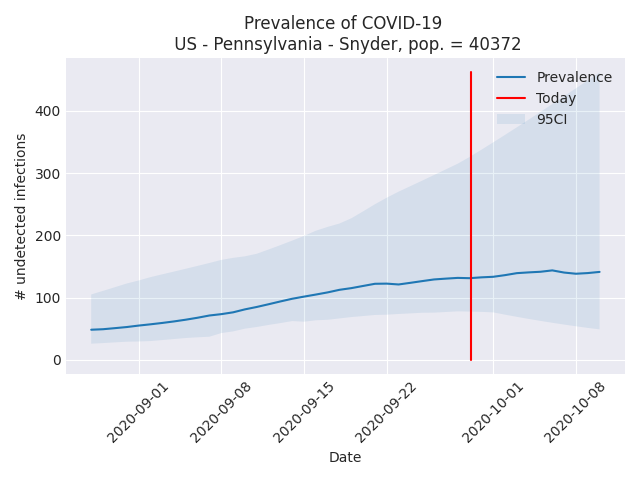 Prevalence of COVID-19
US - Pennsylvania - Snyder, pop. = 40372
Prevalence
Today
95CI
# undetected infections
400
300
200
100
0
2020-09-01
2020-09-08
2020-09-15
2020-09-22
2020-10-01
2020-10-08
Date